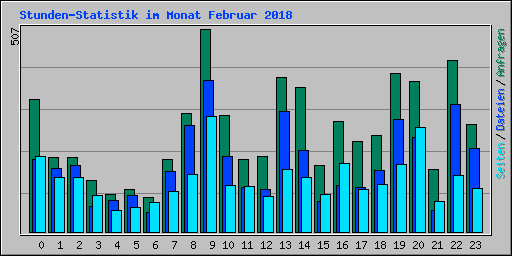 Stunden-Statistik im Monat Februar 2018
507
Seiten / Dateien / Anfragen
0 1 2 3 4 5 6 7 8 9 10 11 12 13 14 15 16 17 18 19 20 21 22 23